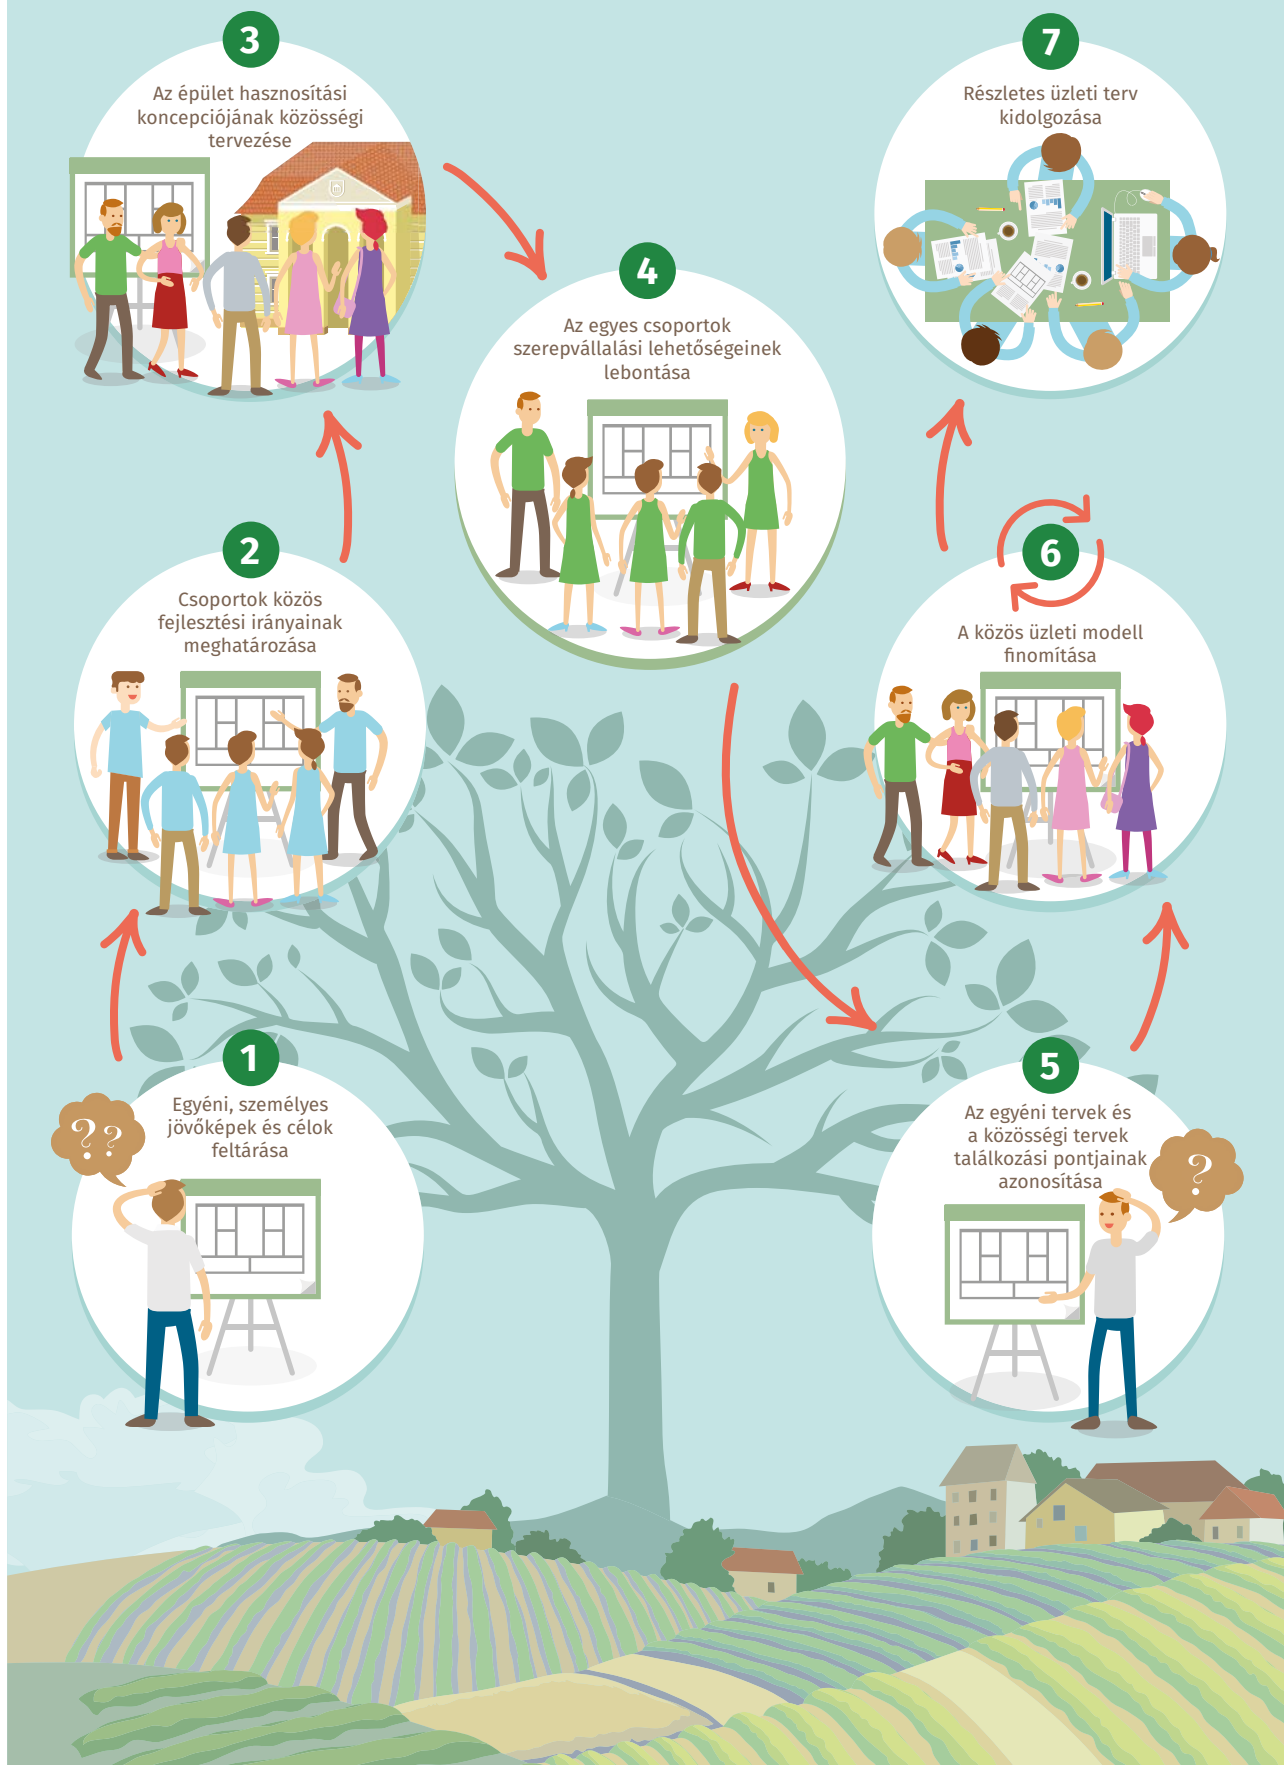 1
Egyéni, személyes
jövőképek és célok
feltárása
? ?
2
Csoportok közös
fejlesztési irányainak
meghatározása
3
Az épület hasznosítási
koncepciójának közösségi
tervezése
4
Az egyes csoportok
szerepvállalási lehetőségeinek
lebontása
5
Az egyéni tervek és
a közösségi tervek
találkozási pontjainak
azonosítása
?
6
A közös üzleti modell
finomítása
7
Részletes üzleti terv
kidolgozása